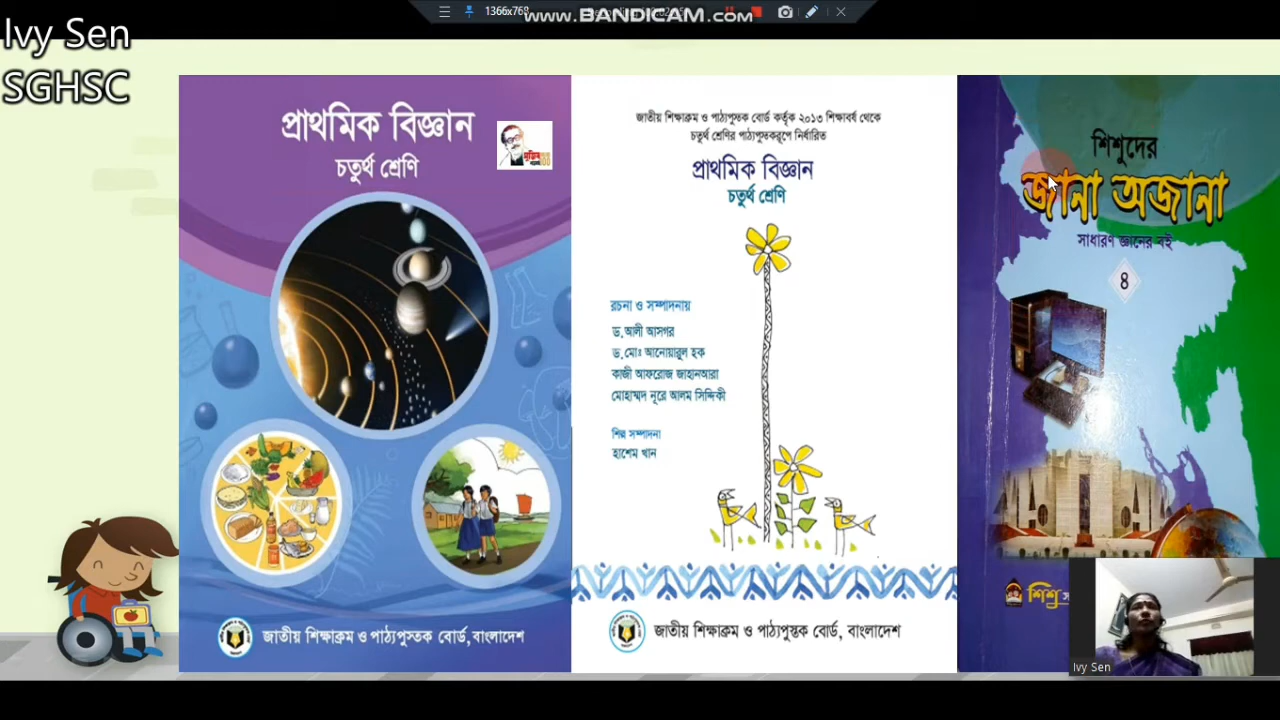 1366x768
www.BANDICAM.com
Ivy Sen
SGHSC
প্রাথমিক বিজ্ঞান
চতুর্থ শ্রেণি
জাতীয় শিক্ষাক্রম ও পাঠ্যপুস্তক বোর্ড, বাংলাদেশ
জাতীয় শিক্ষাক্রম ও পাঠ্যপুস্তক বোর্ড কর্তৃক ২০১৩ শিক্ষাবর্ষ থেকে
চতুর্থ শ্রেণির পাঠ্যপুস্তকরূপে নির্ধারিত
প্রাথমিক বিজ্ঞান
চতুর্থ শ্রেণি
রচনা ও সম্পাদনায়
ড. আলী আসগর
ড. মোঃ আনোয়ারুল হক
কাজী আফরোজ জাহানআরা
মোহাম্মদ নূরে আলম সিদ্দিকী
শিল্প সম্পাদনা
হাশেম খান
জাতীয় শিক্ষাক্রম ও পাঠ্যপুস্তক বোর্ড, বাংলাদেশ
শিশুদের
জানা অজানা
সাধারণ জ্ঞানের বই
৪
শিশু
Ivy Sen